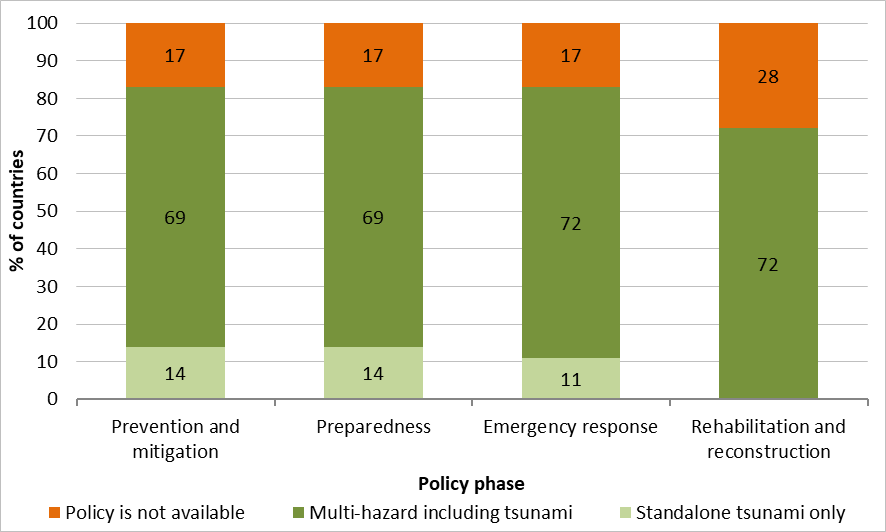 100
90
80
70
60
50
40
30
20
10
0
% of countries
17
17
17
28
69
69
72
72
14
14
11
Prevention and
mitigation
Preparedness
Emergency response
Rehabilitation and
reconstruction
Policy phase
Policy is not available
Multi-hazard including tsunami
Standalone tsunami only